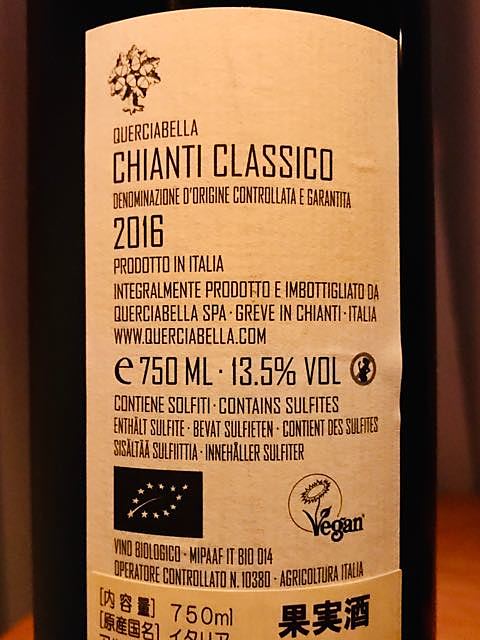 QUERCIABELLA
CHIANTI CLASSICO
DENOMINAZIONE D'ORIGINE CONTROLLATA E GARANTITA
2016
PRODOTTO IN ITALIA
INTEGRALMENTE PRODOTTO E IMBOTTIGLIATO DA
QUERCIABELLA SPA · GREVE IN CHIANTI · ITALIA
WWW.QUERCIABELLA.COM
℮ 750 ML · 13.5% VOL
CONTIENE SOLFITI · CONTAINS SULFITES
ENTHÄLT SULFITE · BEVAT SULFIETEN · CONTIENT DES SULFITES
SISÄLTÄÄ SULFIITTIA · INNEHÅLLER SULFITER
Vegan
VINO BIOLOGICO · MIPAAF IT BIO 014
OPERATORE CONTROLLATO N. 10380 · AGRICOLTURA ITALIA
[内容量] 750ml 果実酒
[原産国名] イタリア